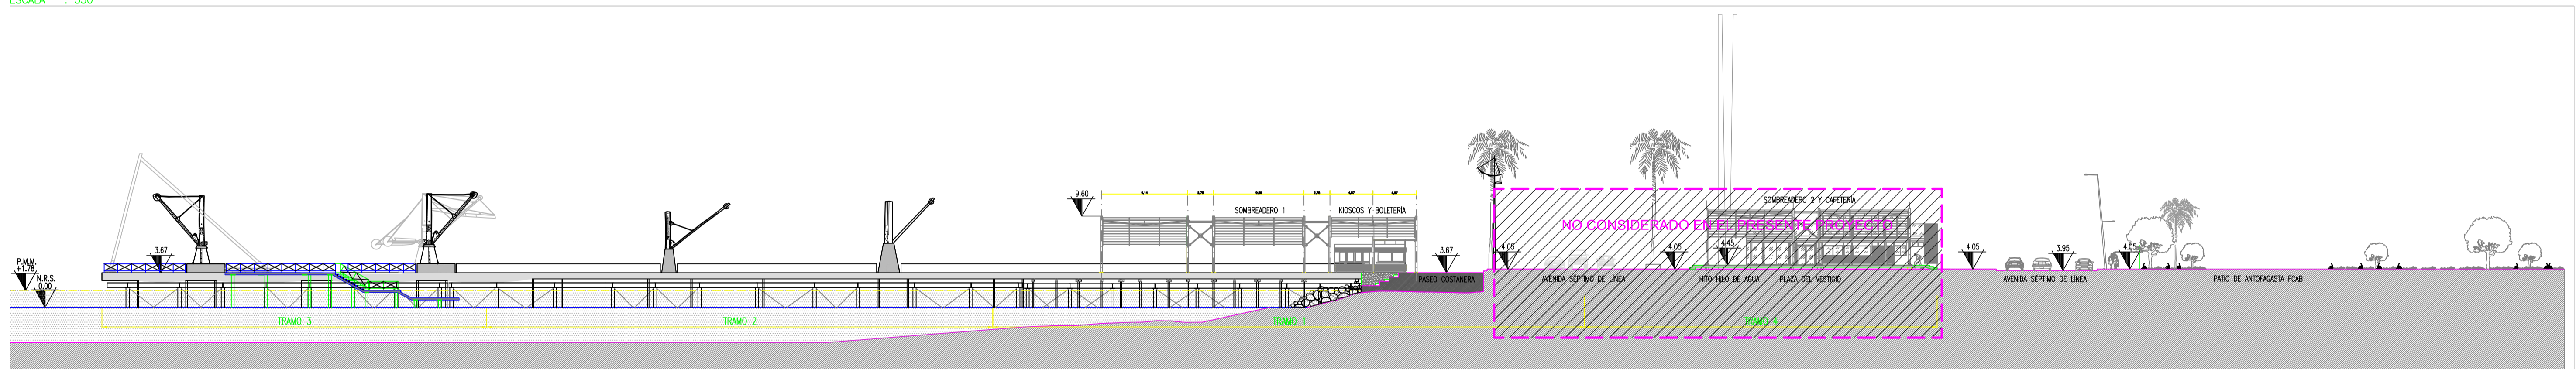 ESCALA 1 : 350
9.60
SOMBREADERO 1
KIOSCOS Y BOLETERÍA
SOMBREADERO 2 Y CAFETERÍA
NO CONSIDERADO EN EL PRESENTE PROYECTO
3.67
3.67
4.05
4.05
4.45
4.05
3.95
4.05
P.M.M.
+1.78
N.R.S.
0.00
PASEO COSTANERA
AVENIDA SÉPTIMO DE LÍNEA
HITO HILO DE AGUA
PLAZA DEL VESTIGIO
AVENIDA SÉPTIMO DE LÍNEA
PATIO DE ANTOFAGASTA FCAB
TRAMO 3
TRAMO 2
TRAMO 1
TRAMO 4